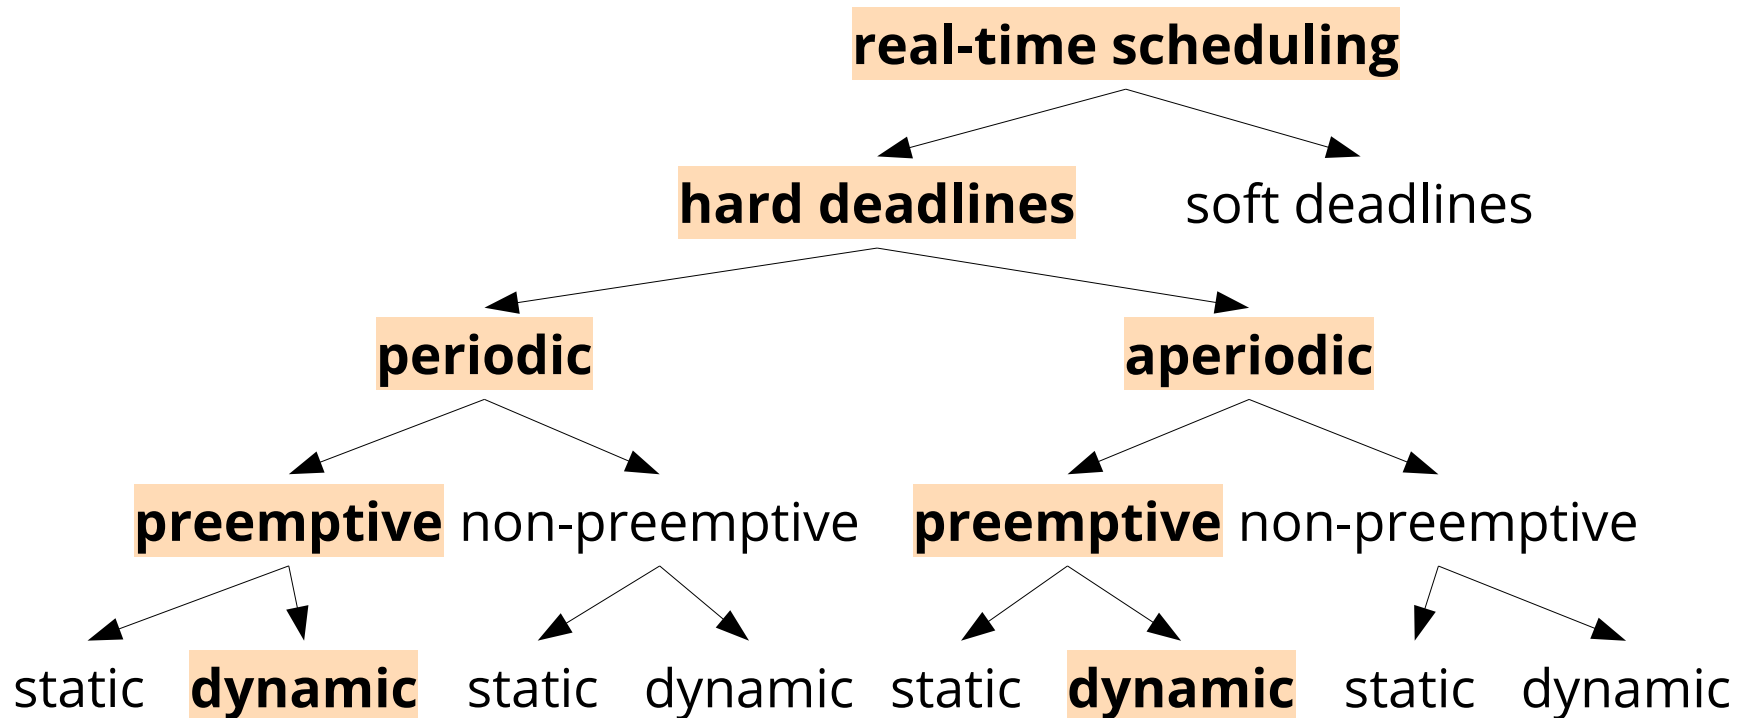 real-time scheduling
hard deadlines soft deadlines
periodic aperiodic
preemptive non-preemptive preemptive non-preemptive
static dynamic static dynamic static dynamic static dynamic